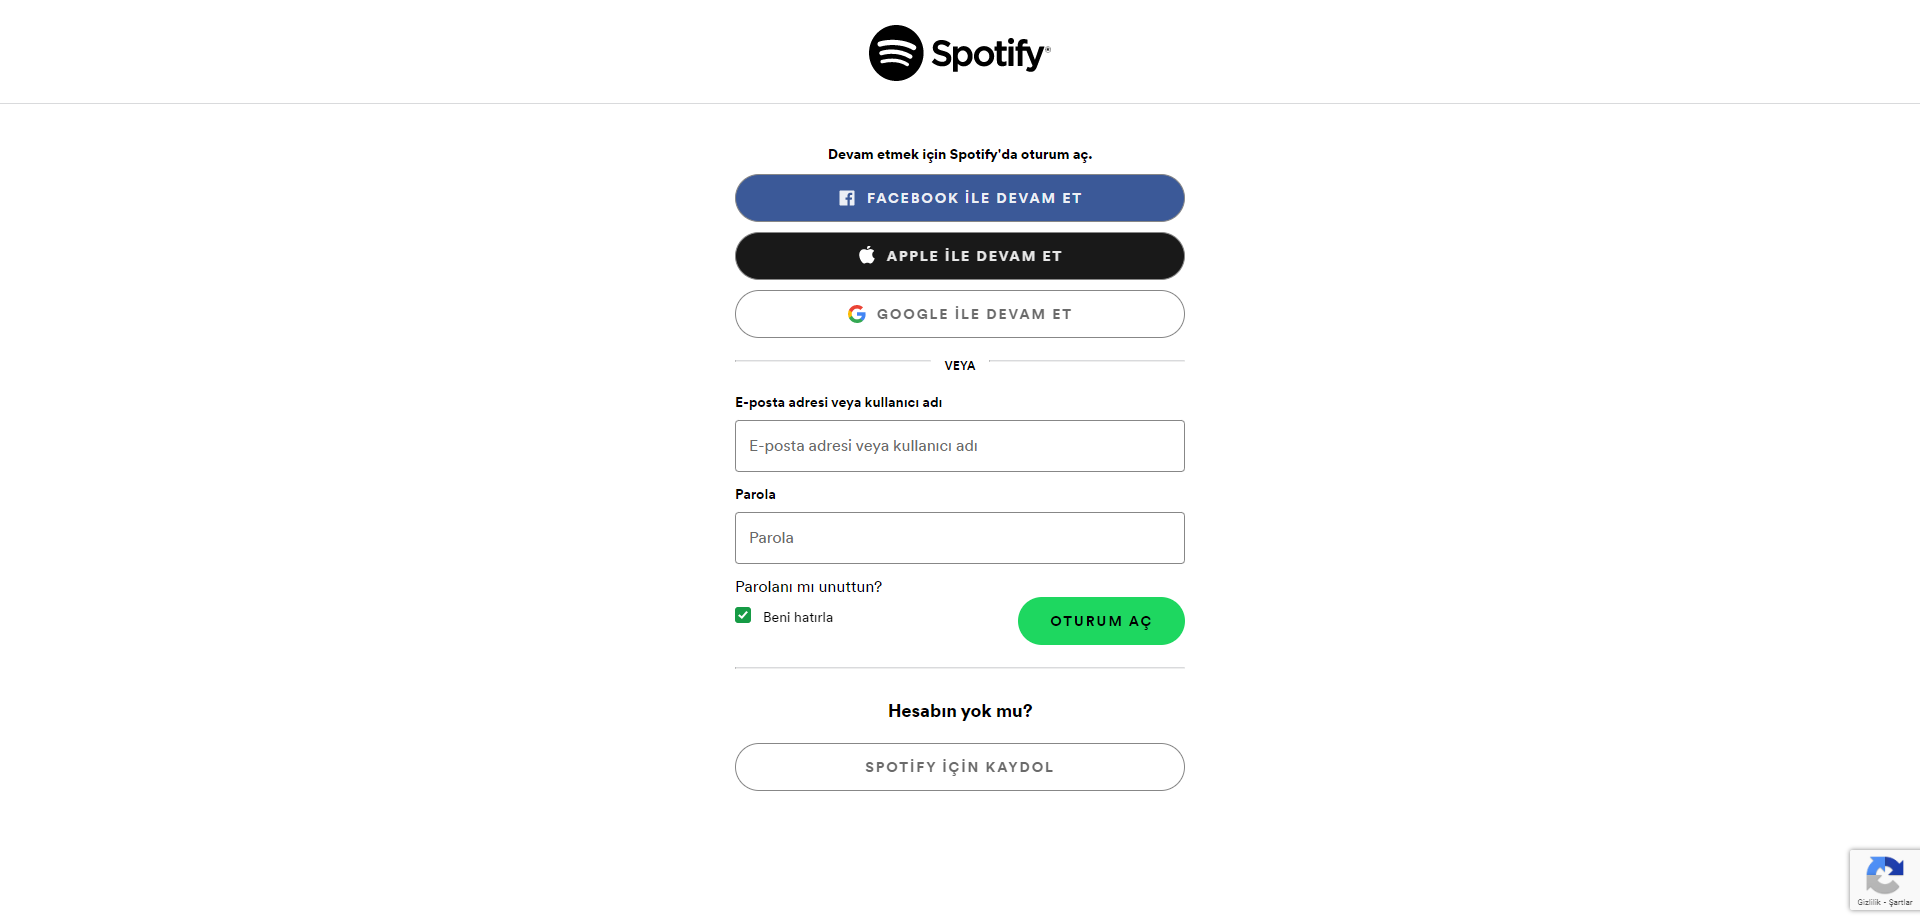 Spotify®
Devam etmek için Spotify'da oturum aç.
FACEBOOK İLE DEVAM ET
APPLE İLE DEVAM ET
GOOGLE İLE DEVAM ET
VEYA
E-posta adresi veya kullanıcı adı
E-posta adresi veya kullanıcı adı
Parola
Parola
Parolanı mı unuttun?
Beni hatırla
OTURUM AÇ
Hesabın yok mu?
SPOTİFY İÇİN KAYDOL
Gizlilik - Şartlar